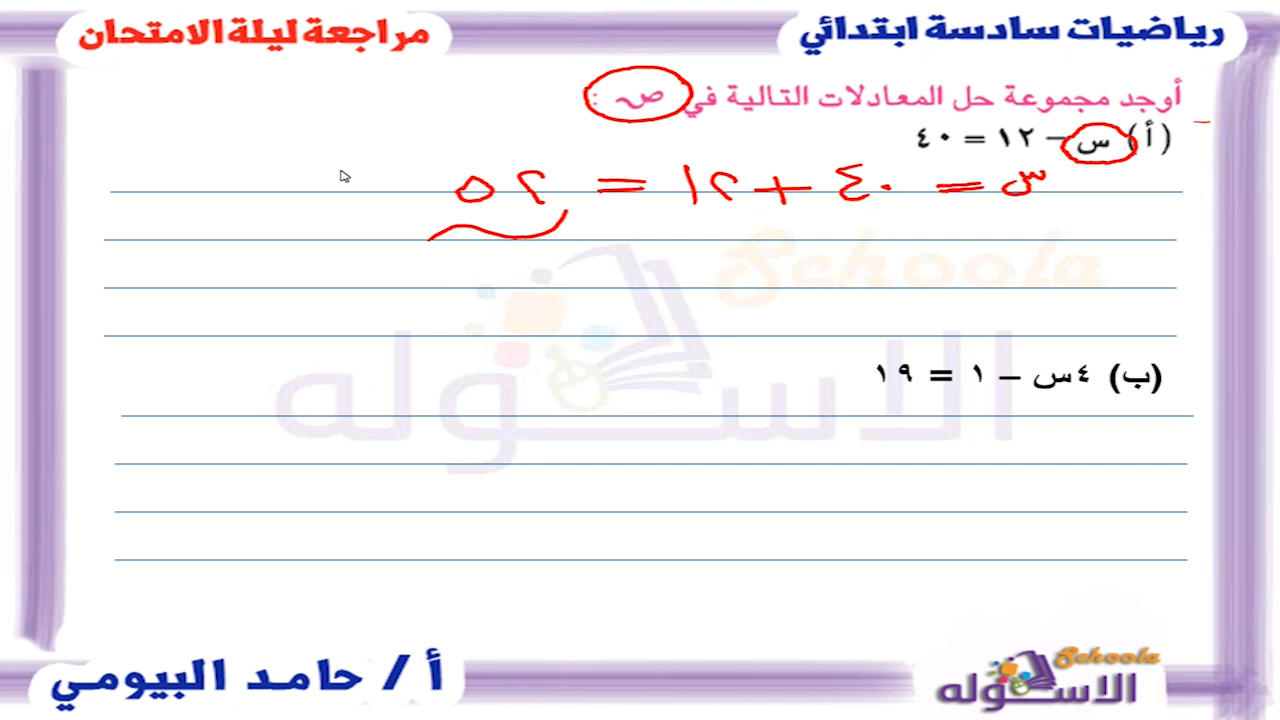 رياضيات سادسة ابتدائي
مراجعة ليلة الامتحان
أوجد مجموعة حل المعادلات التالية في ص :
(أ) س – ١٢ = ٤٠
س = ٤٠ + ١٢ = ٥٢
Schoola
الاسكوله
(ب) ٤س – ١ = ١٩
أ / حامد البيومي
Schoola
الاسكوله